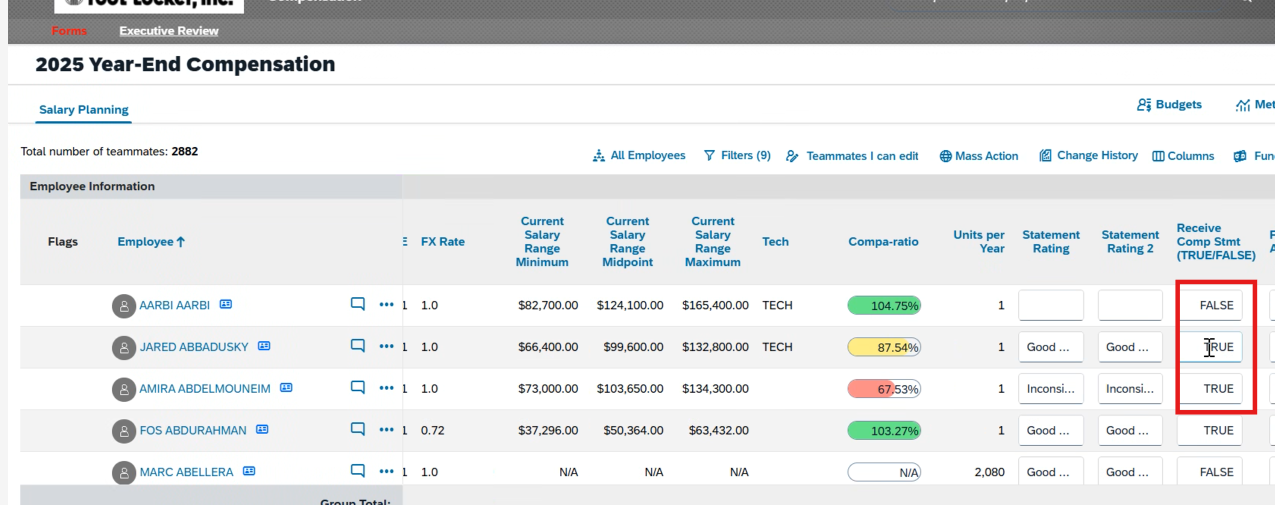 Foot Locker, Inc.
Compensation
Forms Executive Review
2025 Year-End Compensation
Salary Planning
Budgets Met
Total number of teammates: 2882
All Employees Filters (9) Teammates I can edit Mass Action Change History Columns Fun
Employee Information
Flags Employee E FX Rate Current Salary Range Minimum Current Salary Range Midpoint Current Salary Range Maximum Tech Compa-ratio Units per Year Statement Rating Statement Rating 2 Receive Comp Stmt (TRUE/FALSE)
AARBI AARBI 1 1.0 $82,700.00 $124,100.00 $165,400.00 TECH 104.75% 1 FALSE
JARED ABBADUSKY 1 1.0 $66,400.00 $99,600.00 $132,800.00 TECH 87.54% 1 Good ... Good ... TRUE
AMIRA ABDELMOUNEIM 1 1.0 $73,000.00 $103,650.00 $134,300.00 67.53% 1 Inconsi... Inconsi... TRUE
FOS ABDURAHMAN 1 0.72 $37,296.00 $50,364.00 $63,432.00 103.27% 1 Good ... Good ... TRUE
MARC ABELLERA 1 1.0 N/A N/A N/A N/A 2,080 Good ... Good ... FALSE
Group Total: